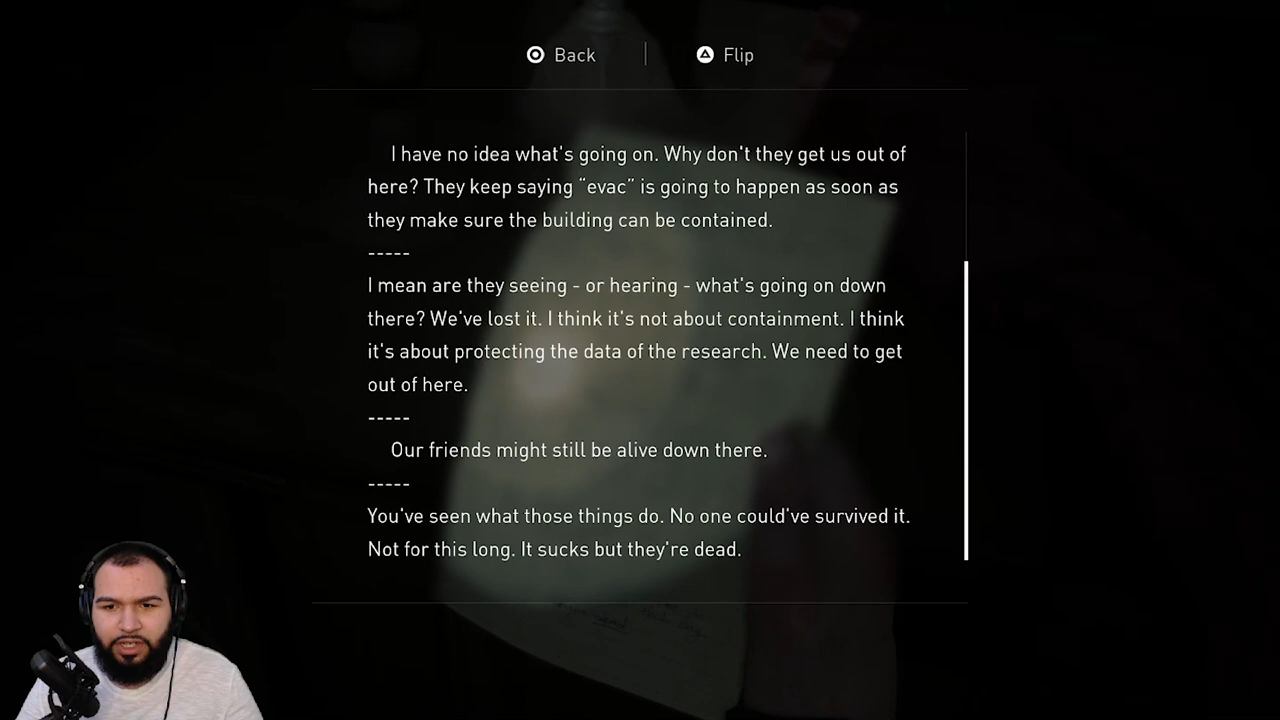 Back | Flip
I have no idea what's going on. Why don't they get us out of
here? They keep saying “evac” is going to happen as soon as
they make sure the building can be contained.
-----
I mean are they seeing - or hearing - what's going on down
there? We've lost it. I think it's not about containment. I think
it's about protecting the data of the research. We need to get
out of here.
-----
Our friends might still be alive down there.
-----
You've seen what those things do. No one could've survived it.
Not for this long. It sucks but they're dead.